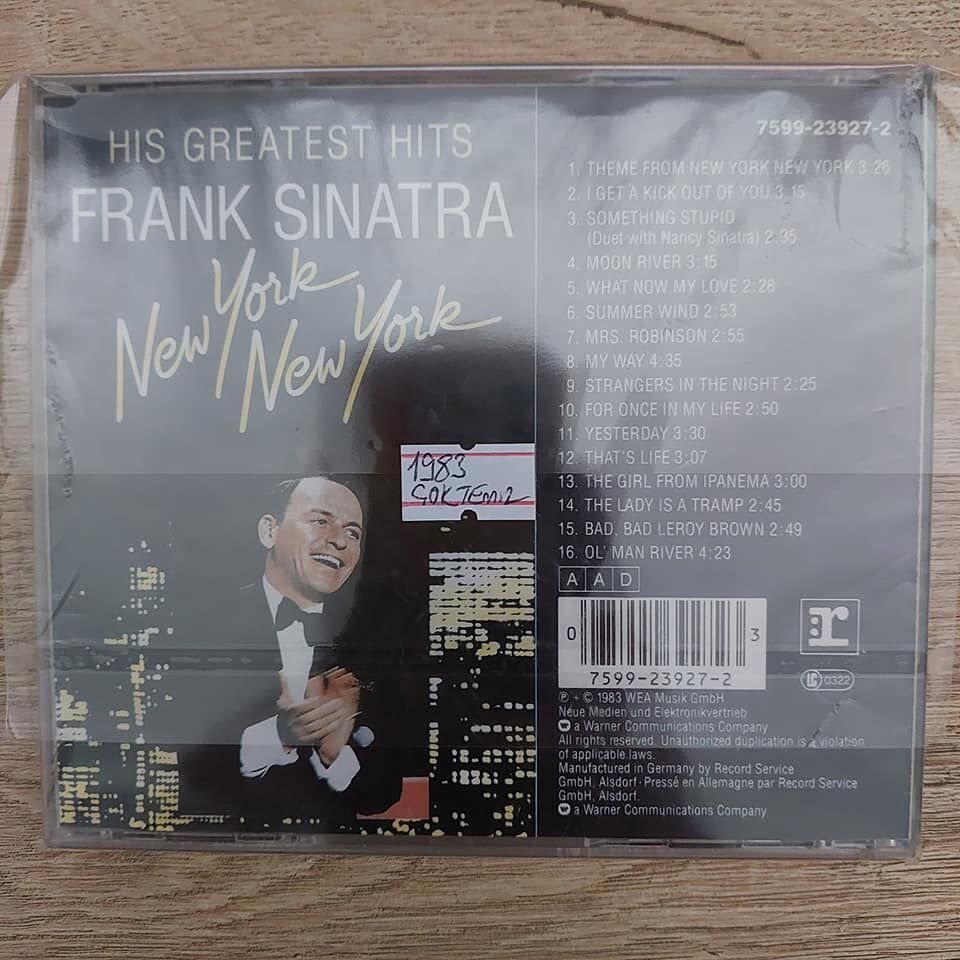 HIS GREATEST HITS
FRANK SINATRA
New York
New York
1983
7599-23927-2
1. THEME FROM NEW YORK NEW YORK 3:26
2. I GET A KICK OUT OF YOU 3:15
3. SOMETHING STUPID
(Duet with Nancy Sinatra) 2:35
4. MOON RIVER 3:15
5. WHAT NOW MY LOVE 2:28
6. SUMMER WIND 2:53
7. MRS. ROBINSON 2:55
8. MY WAY 4:35
9. STRANGERS IN THE NIGHT 2:25
10. FOR ONCE IN MY LIFE 2:50
11. YESTERDAY 3:30
12. THAT'S LIFE 3:07
13. THE GIRL FROM IPANEMA 3:00
14. THE LADY IS A TRAMP 2:45
15. BAD, BAD LEROY BROWN 2:49
16. OL' MAN RIVER 4:23
A A D
0 3
7599-23927-2
r:
LC 0322
℗ + © 1983 WEA Musik GmbH
Neue Medien und Elektronikvertrieb
a Warner Communications Company
All rights reserved. Unauthorized duplication is a violation
of applicable laws.
Manufactured in Germany by Record Service
GmbH, Alsdorf · Pressé en Allemagne par Record Service
GmbH, Alsdorf.
a Warner Communications Company